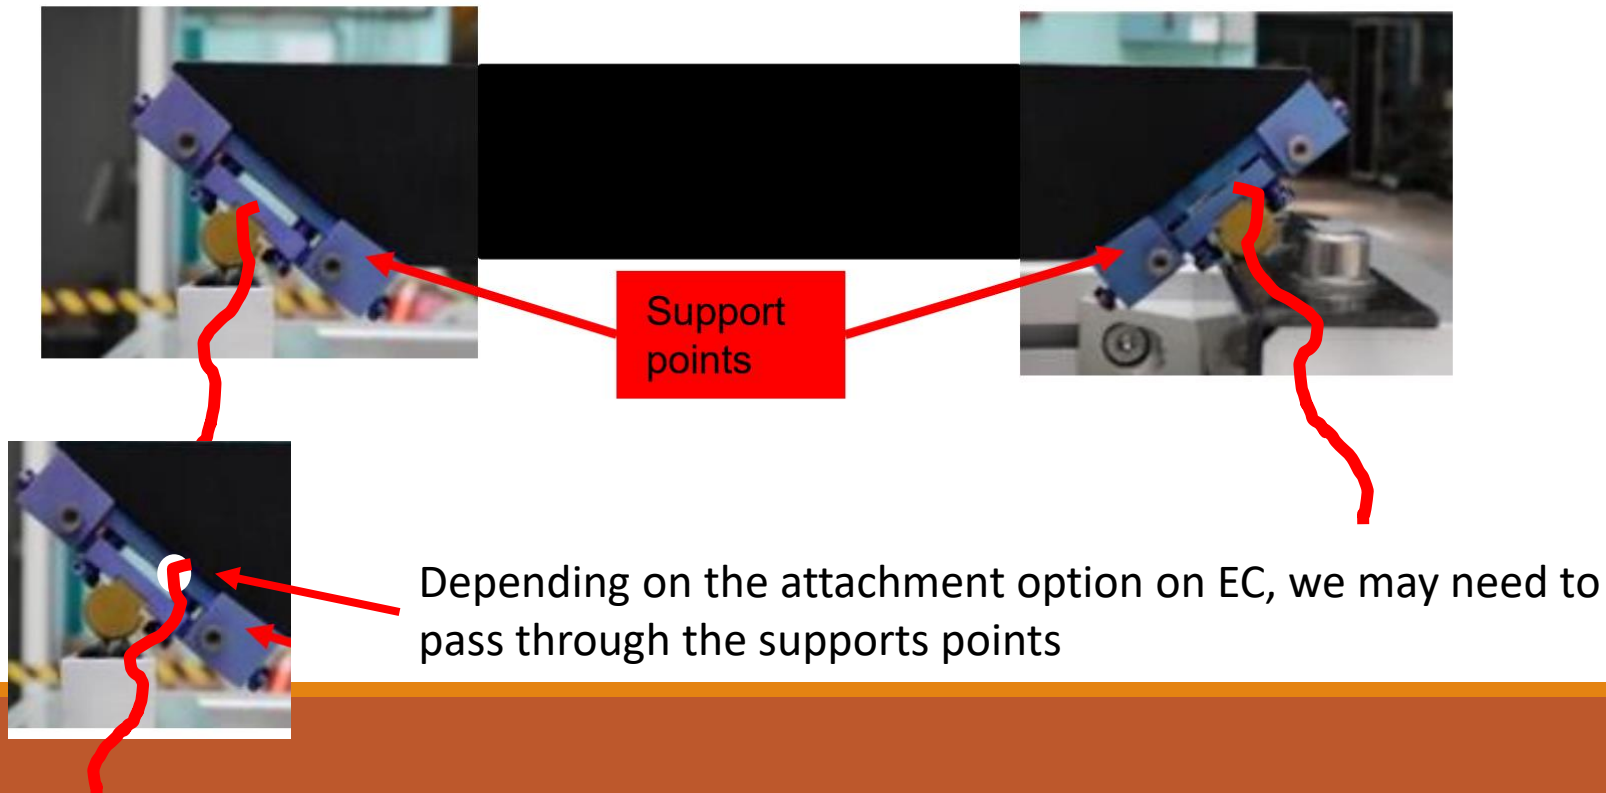 Support
points
Depending on the attachment option on EC, we may need to
pass through the supports points